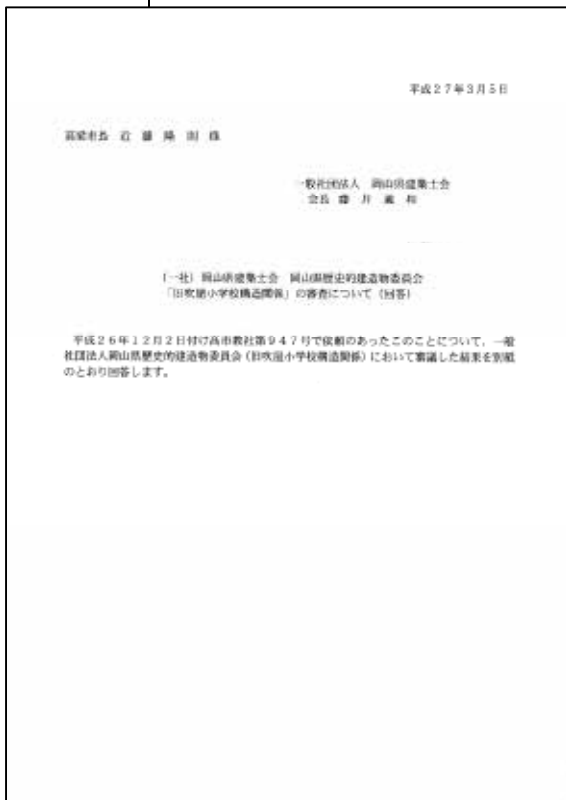 平成27年3月5日
高梁市長 近 藤 隆 則 様
一般社団法人 岡山県建築士会
会長 藤 井 義 和
(一社)岡山県建築士会 岡山県歴史的建造物委員会
「旧吹屋小学校構造関係」の審査について(回答)
平成26年12月2日付け高市教社第947号で依頼のあったこのことについて、一般
社団法人岡山県歴史的建造物委員会(旧吹屋小学校構造関係)において審議した結果を別紙
のとおり回答します。